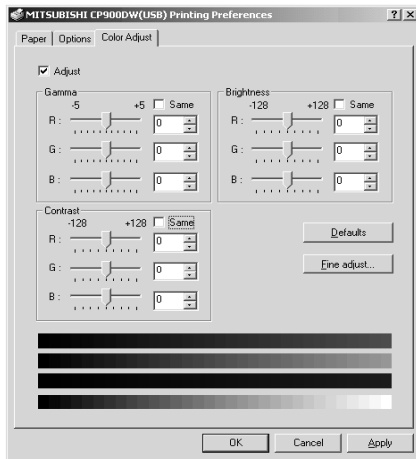 MITSUBISHI CP900DW(USB) Printing Preferences
Paper Options Color Adjust
Adjust
Gamma
-5 +5 Same
R : 0
G : 0
B : 0
Brightness
-128 +128 Same
R : 0
G : 0
B : 0
Contrast
-128 +128 Same
R : 0
G : 0
B : 0
Defaults
Fine adjust...
OK Cancel Apply